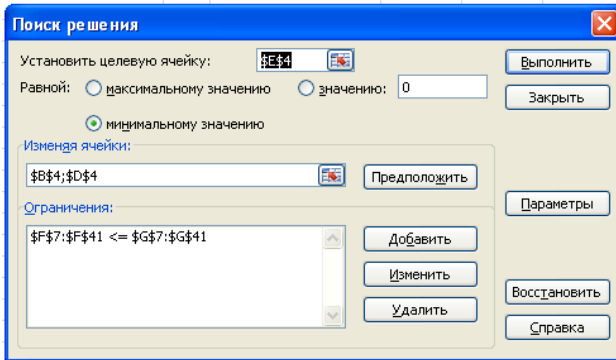 Поиск решения
Установить целевую ячейку: $E$4
Выполнить
Равной: максимальному значению значению: 0
Закрыть
минимальному значению
Изменяя ячейки:
$B$4;$D$4
Предположить
Параметры
Ограничения:
$F$7:$F$41 <= $G$7:$G$41
Добавить
Изменить
Удалить
Восстановить
Справка